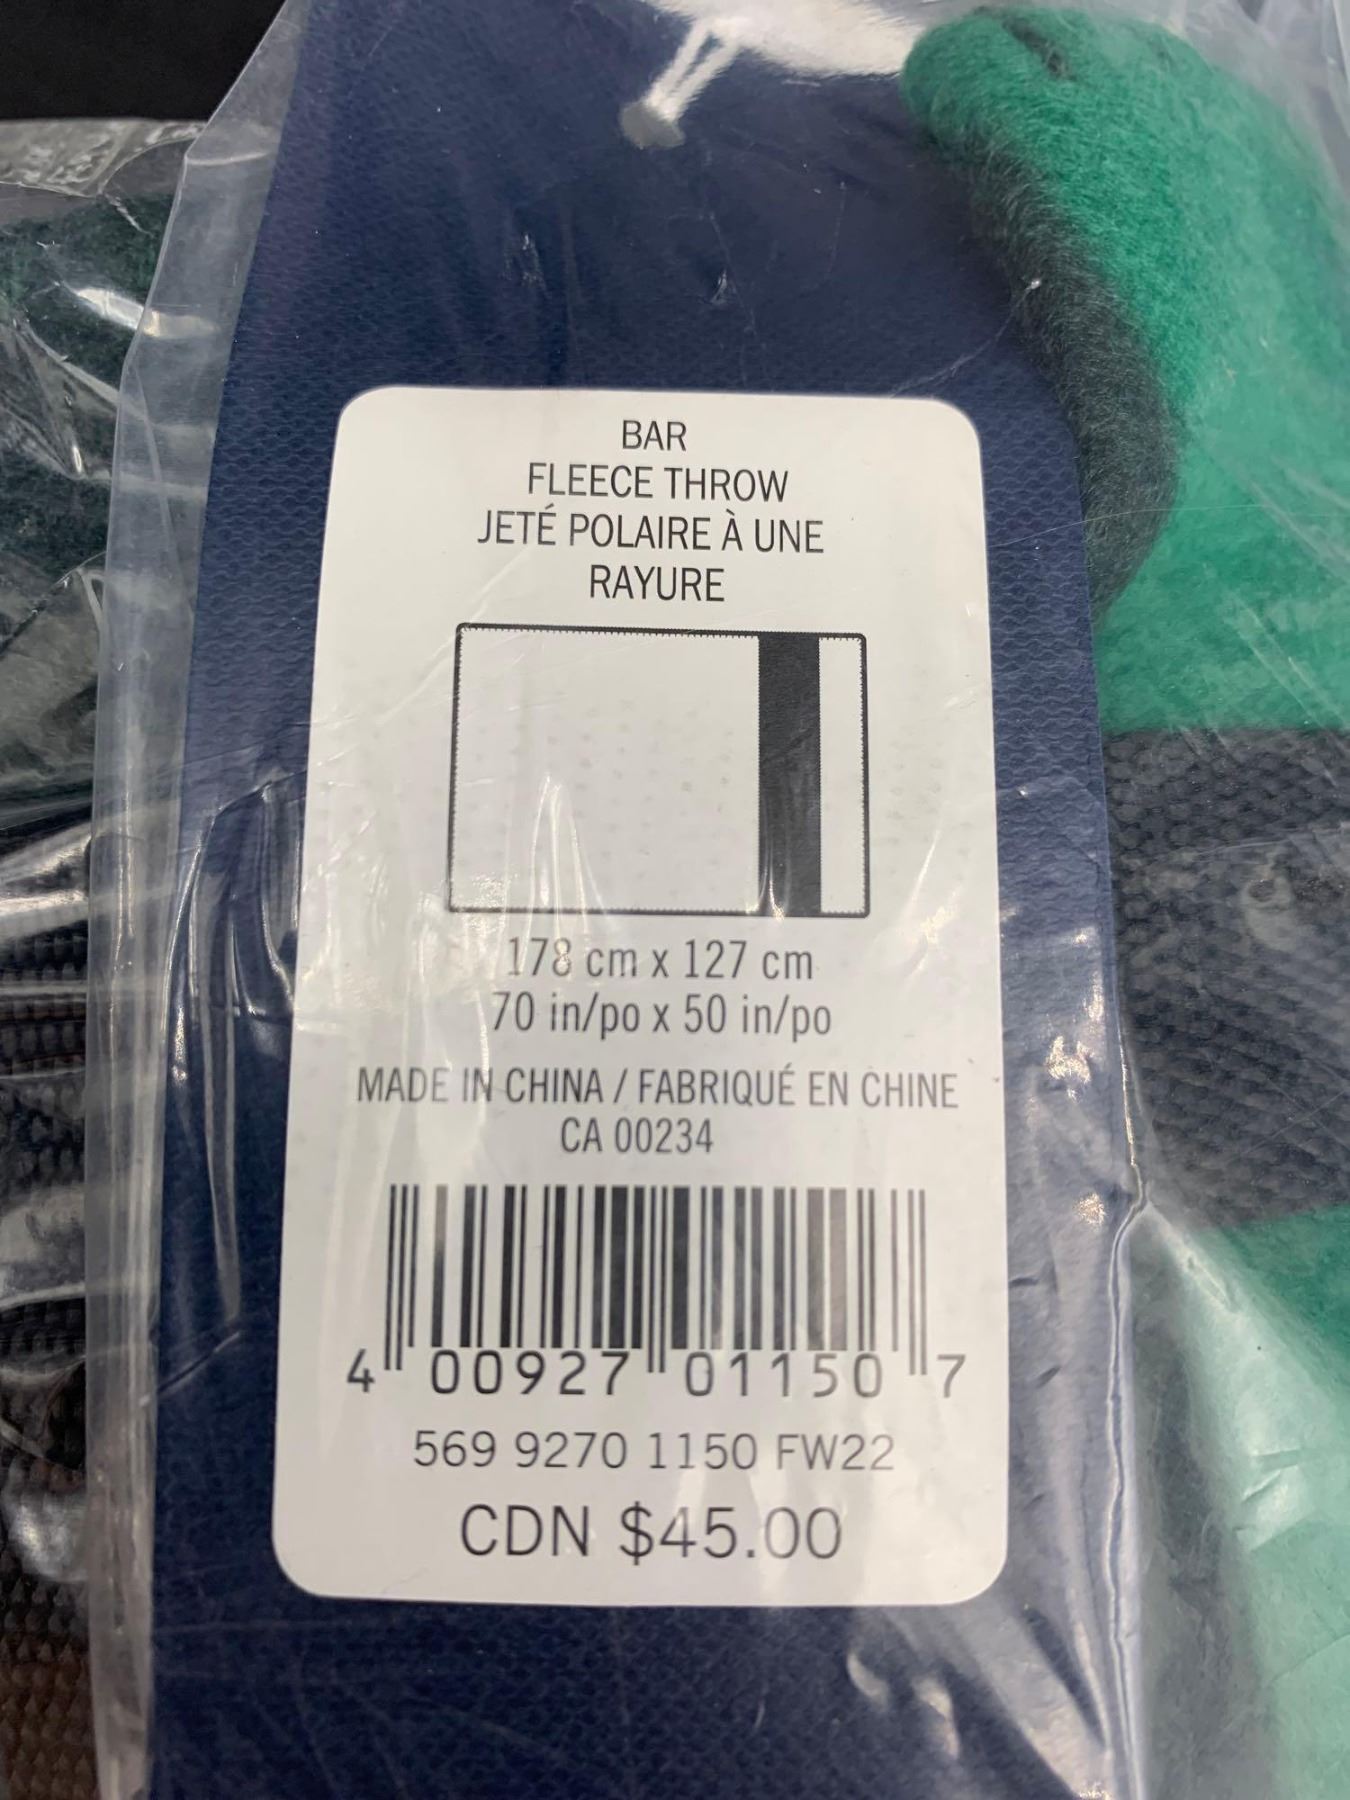 BAR
FLEECE THROW
JETÉ POLAIRE À UNE
RAYURE
178 cm x 127 cm
70 in/po x 50 in/po
MADE IN CHINA / FABRIQUÉ EN CHINE
CA 00234
4 00927 01150 7
569 9270 1150 FW22
CDN $45.00